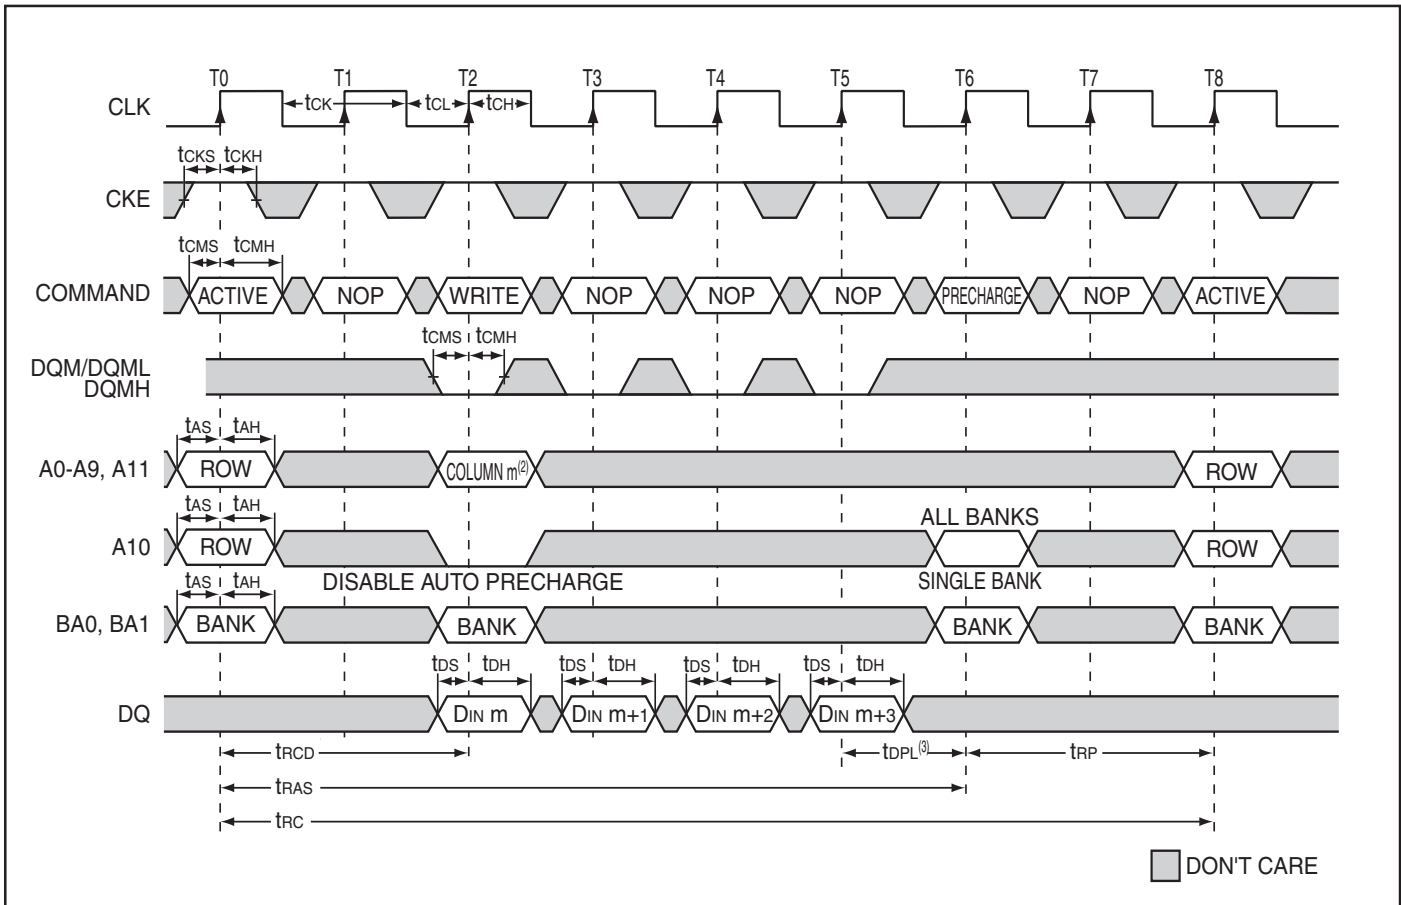 T0 T1 T2 T3 T4 T5 T6 T7 T8
CLK tCK tCL tCH
tCKS tCKH
CKE
tCMS tCMH
COMMAND ACTIVE NOP WRITE NOP NOP NOP PRECHARGE NOP ACTIVE
tCMS tCMH
DQM/DQML
DQMH
tAS tAH
A0-A9, A11 ROW COLUMN m(2) ROW
tAS tAH ALL BANKS
A10 ROW ROW
tAS tAH DISABLE AUTO PRECHARGE SINGLE BANK
BA0, BA1 BANK BANK BANK BANK
tDS tDH tDS tDH tDS tDH tDS tDH
DQ DIN m DIN m+1 DIN m+2 DIN m+3
tRCD tDPL(3) tRP
tRAS
tRC
DON'T CARE